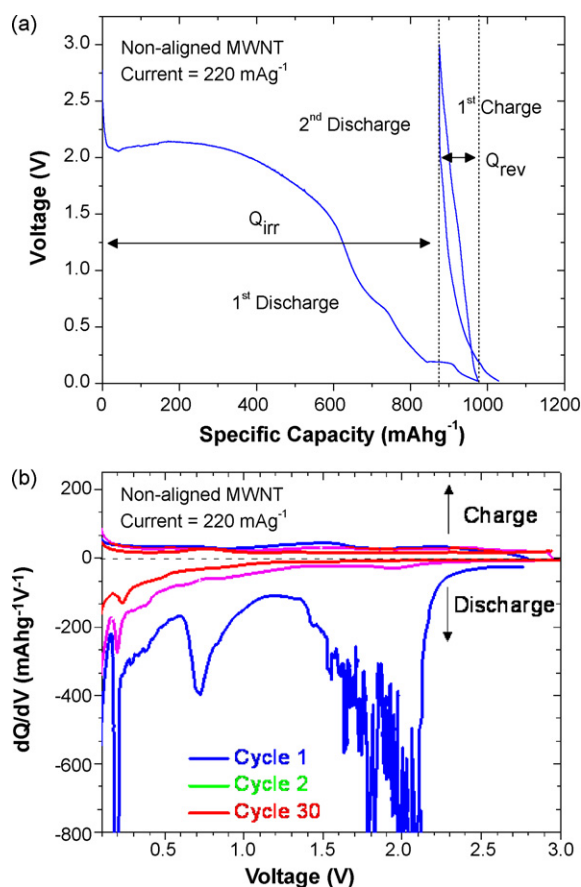 (a)
Non-aligned MWNT
Current = 220 mAg⁻¹
2ⁿᵈ Discharge
1ˢᵗ Charge
Q_rev
Q_irr
1ˢᵗ Discharge
Voltage (V)
3.0
2.5
2.0
1.5
1.0
0.5
0.0
0 200 400 600 800 1000 1200
Specific Capacity (mAhg⁻¹)
(b)
Non-aligned MWNT
Current = 220 mAg⁻¹
Charge
Discharge
dQ/dV (mAhg⁻¹V⁻¹)
200
0
-200
-400
-600
-800
Cycle 1
Cycle 2
Cycle 30
0.5 1.0 1.5 2.0 2.5 3.0
Voltage (V)